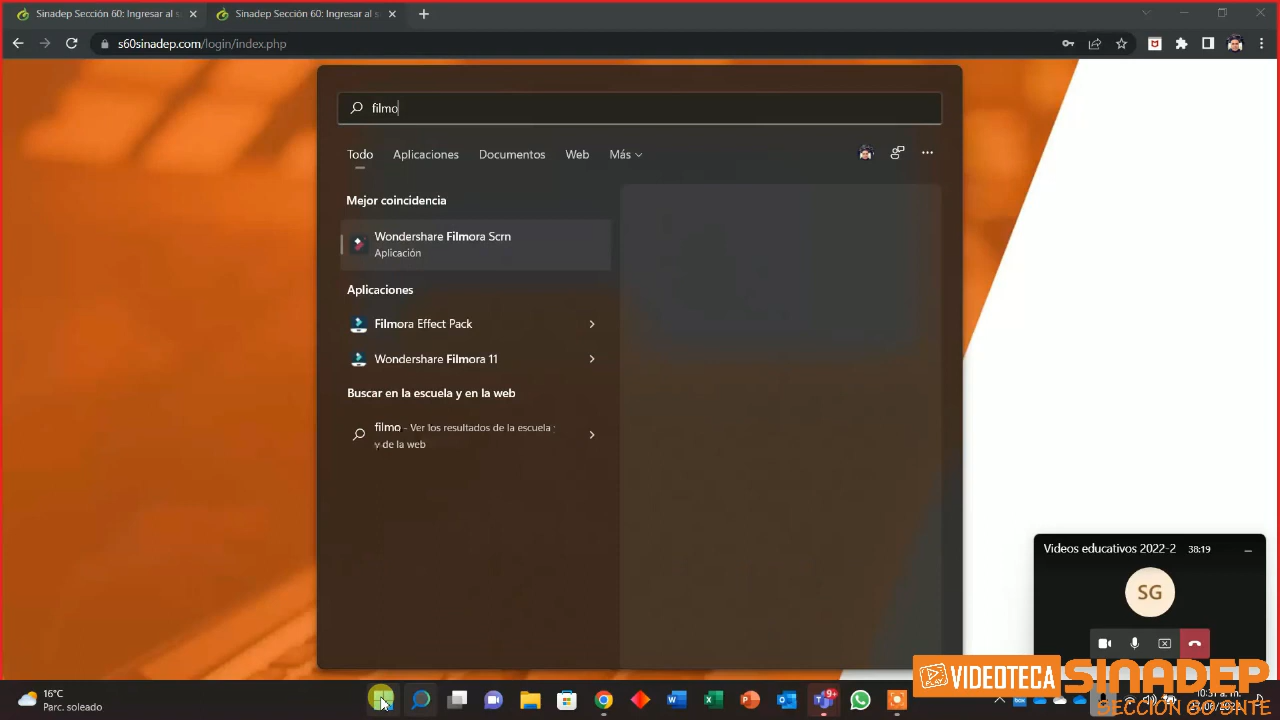 Sinadep Sección 60: Ingresar al s
Sinadep Sección 60: Ingresar al s
s60sinadep.com/login/index.php
filmo
Todo Aplicaciones Documentos Web Más
Mejor coincidencia
Wondershare Filmora Scrn
Aplicación
Aplicaciones
Filmora Effect Pack
Wondershare Filmora 11
Buscar en la escuela y en la web
filmo - Ver los resultados de la escuela y
y de la web
Videos educativos 2022-2 38:19
SG
VIDEOTECA SINADEP
SECCIÓN 60 SNTE
16°C
Parc. soleado
9+